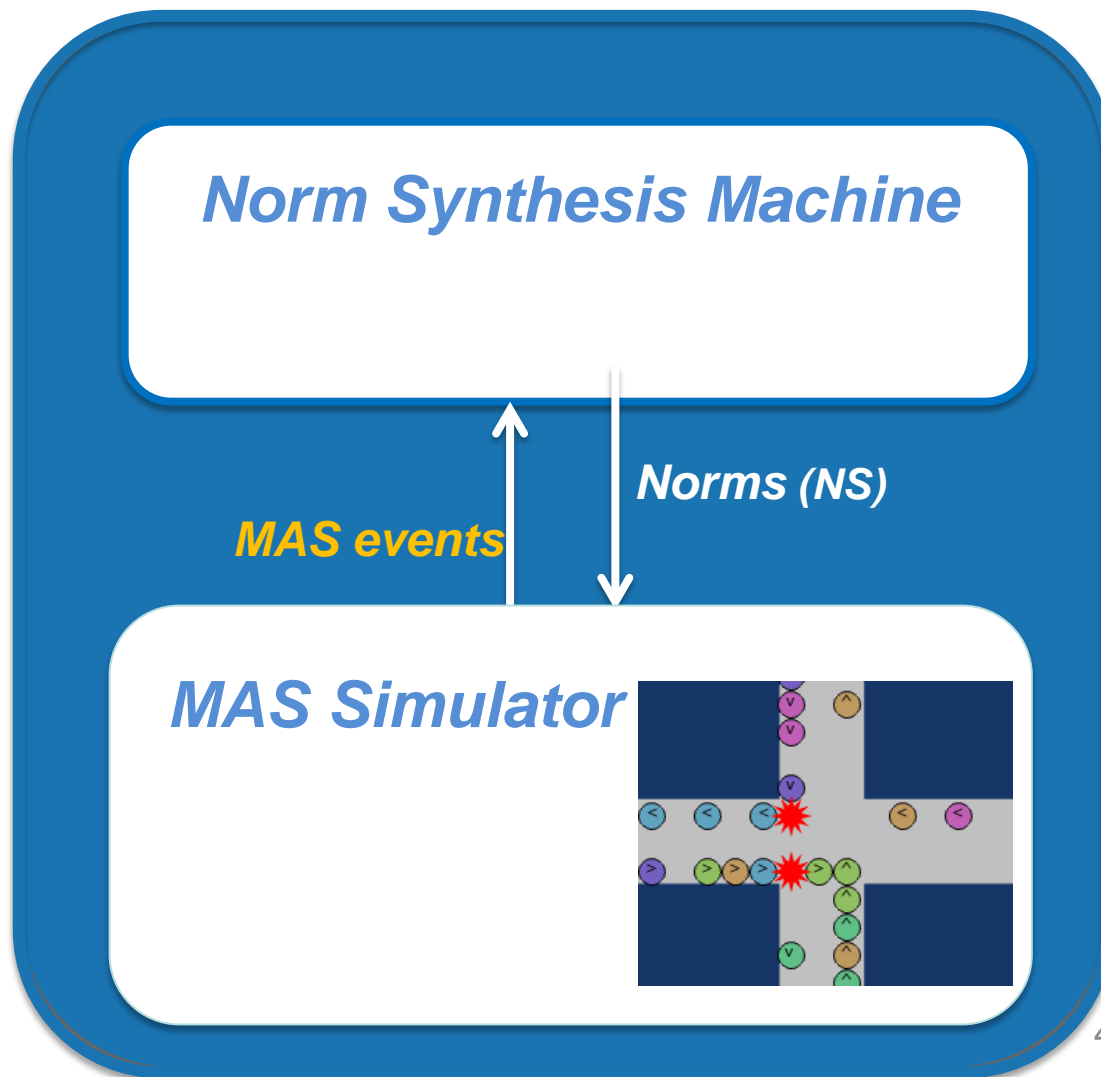 Norm Synthesis Machine
Norms (NS)
MAS events
MAS Simulator
v
^
v
v
< < < < <
> > > > > ^
^
^
v ^
^